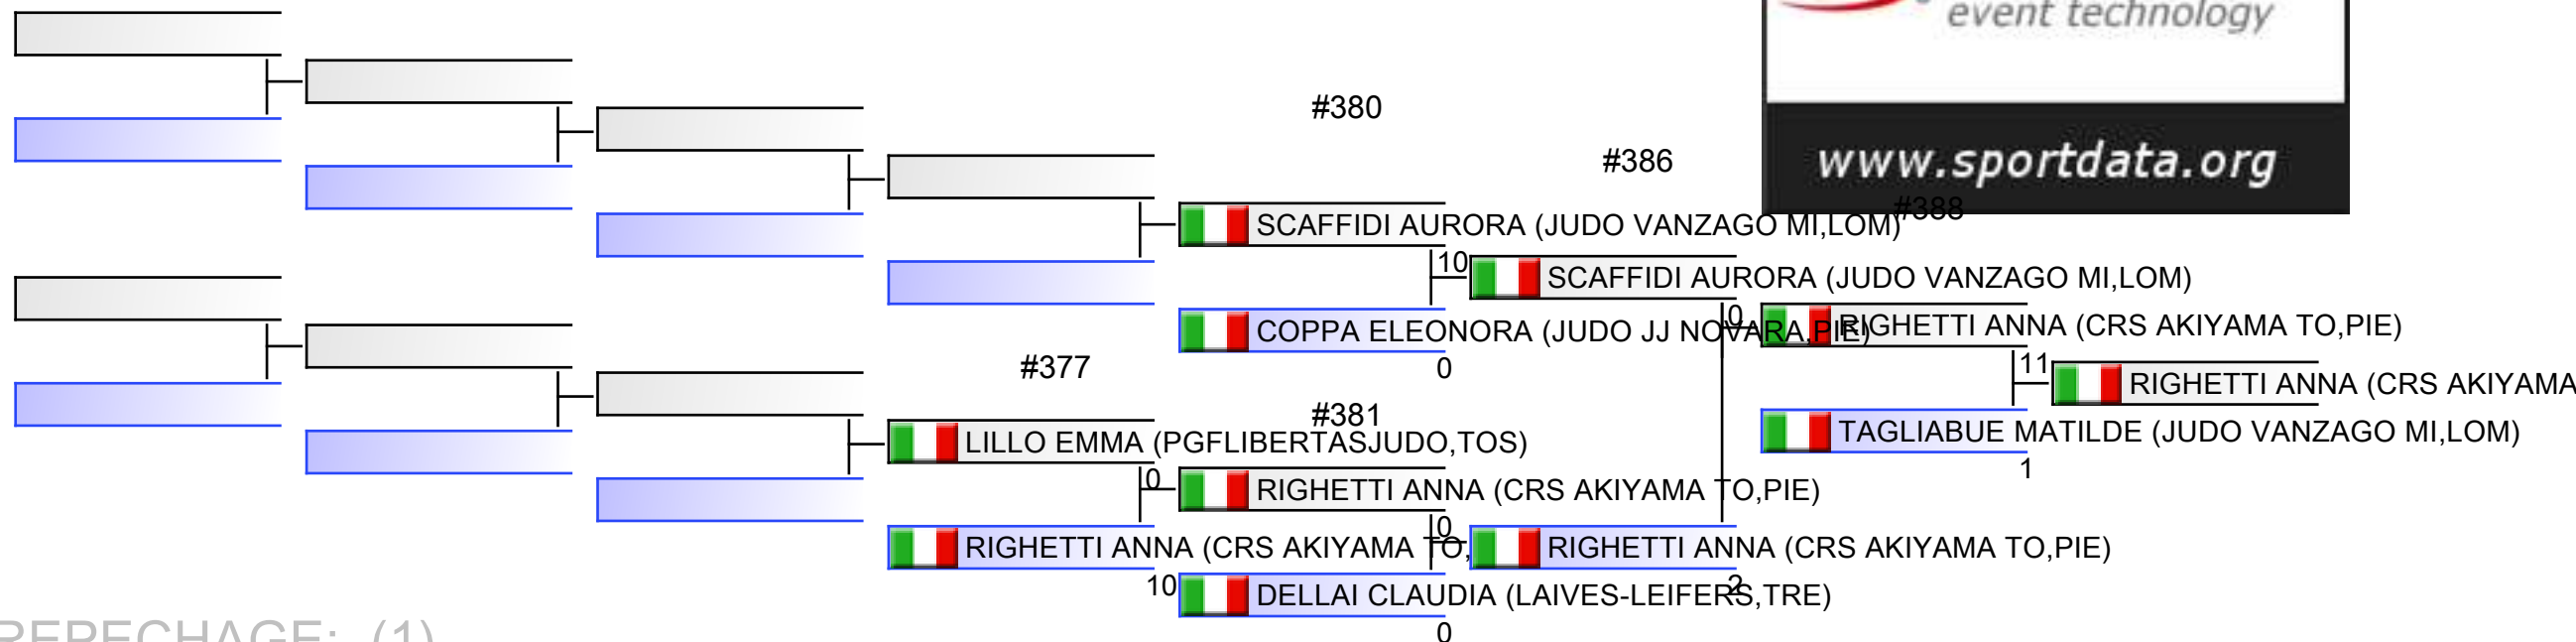 event technology
www.sportdata.org
#380
#386
#388
SCAFFIDI AURORA (JUDO VANZAGO MI,LOM)
10
SCAFFIDI AURORA (JUDO VANZAGO MI,LOM)
0
COPPA ELEONORA (JUDO JJ NOVARA,PIE)
0
RIGHETTI ANNA (CRS AKIYAMA TO,PIE)
11
RIGHETTI ANNA (CRS AKIYAMA
TAGLIABUE MATILDE (JUDO VANZAGO MI,LOM)
1
#377
#381
LILLO EMMA (PGFLIBERTASJUDO,TOS)
0
RIGHETTI ANNA (CRS AKIYAMA TO,PIE)
0
RIGHETTI ANNA (CRS AKIYAMA TO,
10
RIGHETTI ANNA (CRS AKIYAMA TO,PIE)
2
DELLAI CLAUDIA (LAIVES-LEIFERS,TRE)
0
REPECHAGE: (1)